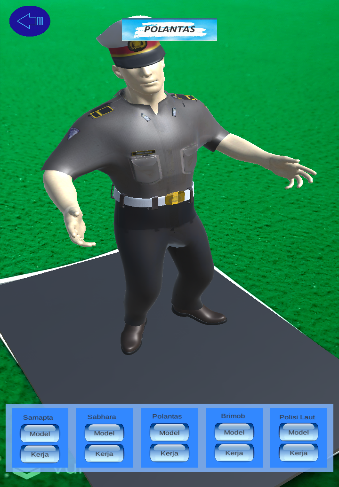 POLANTAS
Samapta Sabhara Polantas Brimob Polisi Laut
Model Model Model Model Model
Kerja Kerja Kerja Kerja Kerja